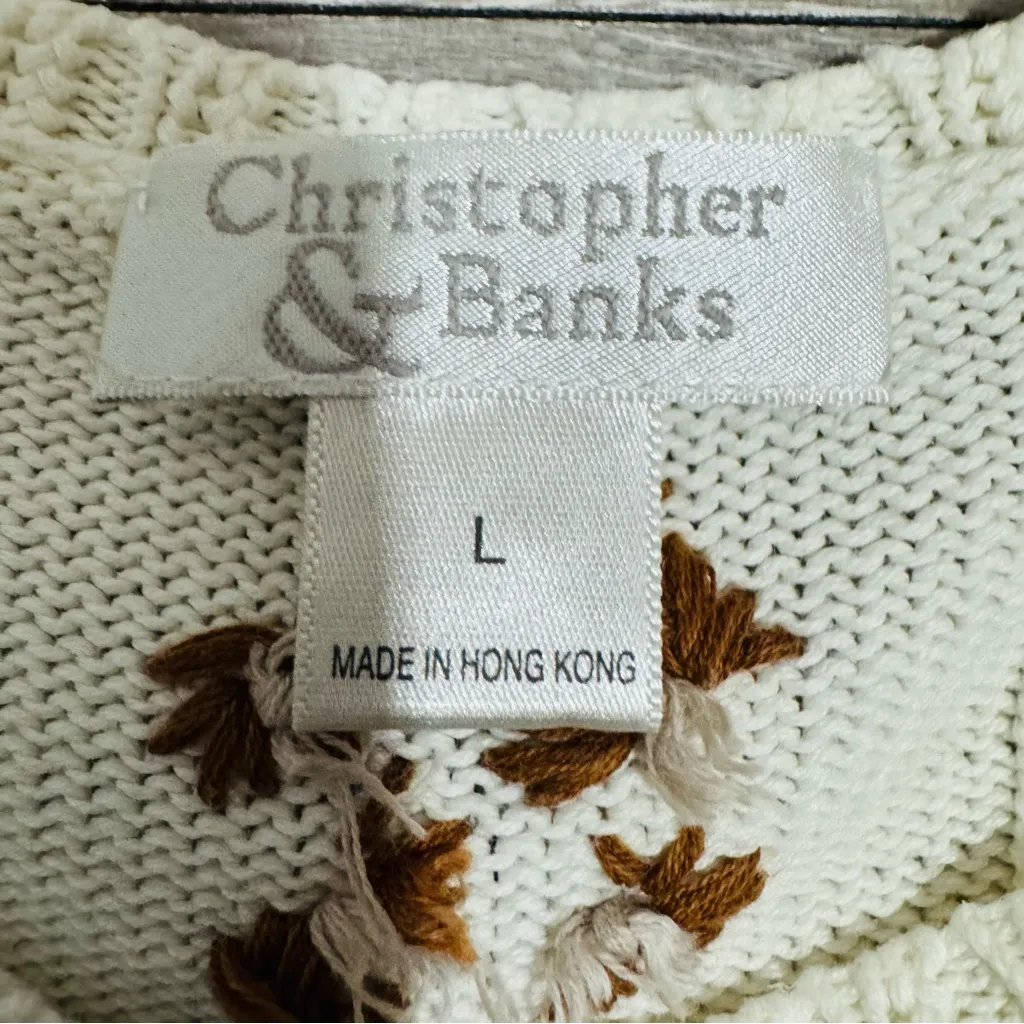 Christopher
& Banks
L
MADE IN HONG KONG